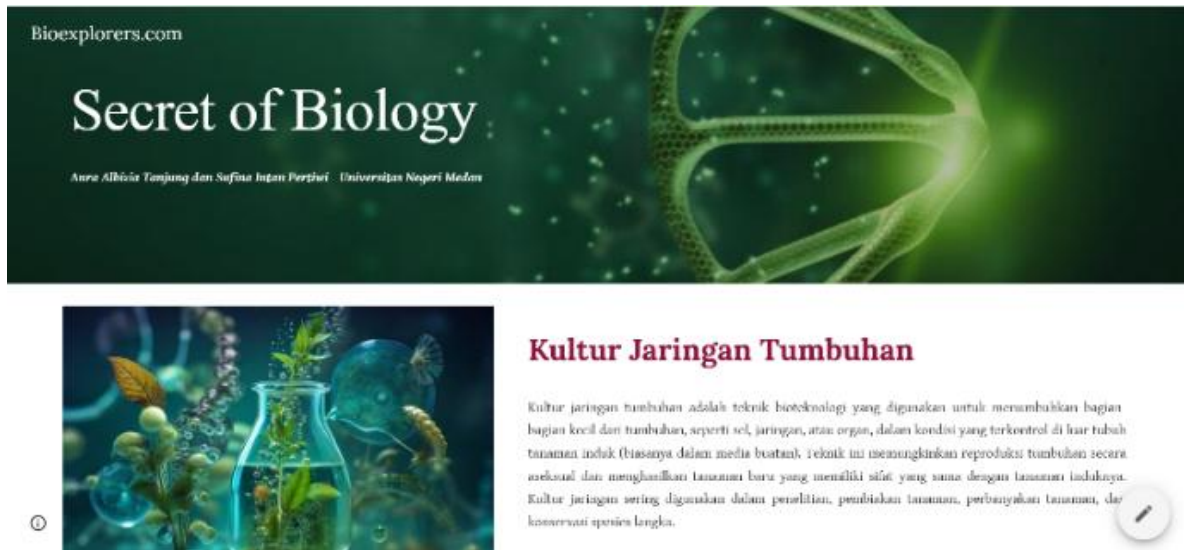 Bioexplorers.com
Secret of Biology
Aura Albivia Tanjung dan Sufina Intan Pertiwi Universitas Negeri Medan
Kultur Jaringan Tumbuhan
Kultur jaringan tumbuhan adalah teknik bioteknologi yang digunakan untuk menumbuhkan bagian
bagian kecil dari tumbuhan, seperti sel, jaringan, atau organ, dalam kondisi yang terkontrol di luar tubuh
tanaman induk (biasanya dalam media buatan). Teknik ini memungkinkan reproduksi tumbuhan secara
aseksual dan menghasilkan tanaman baru yang memiliki sifat yang sama dengan tanaman induknya.
Kultur jaringan sering digunakan dalam penelitian, pembiakan tanaman, perbanyakan tanaman,
konservasi spesies langka.